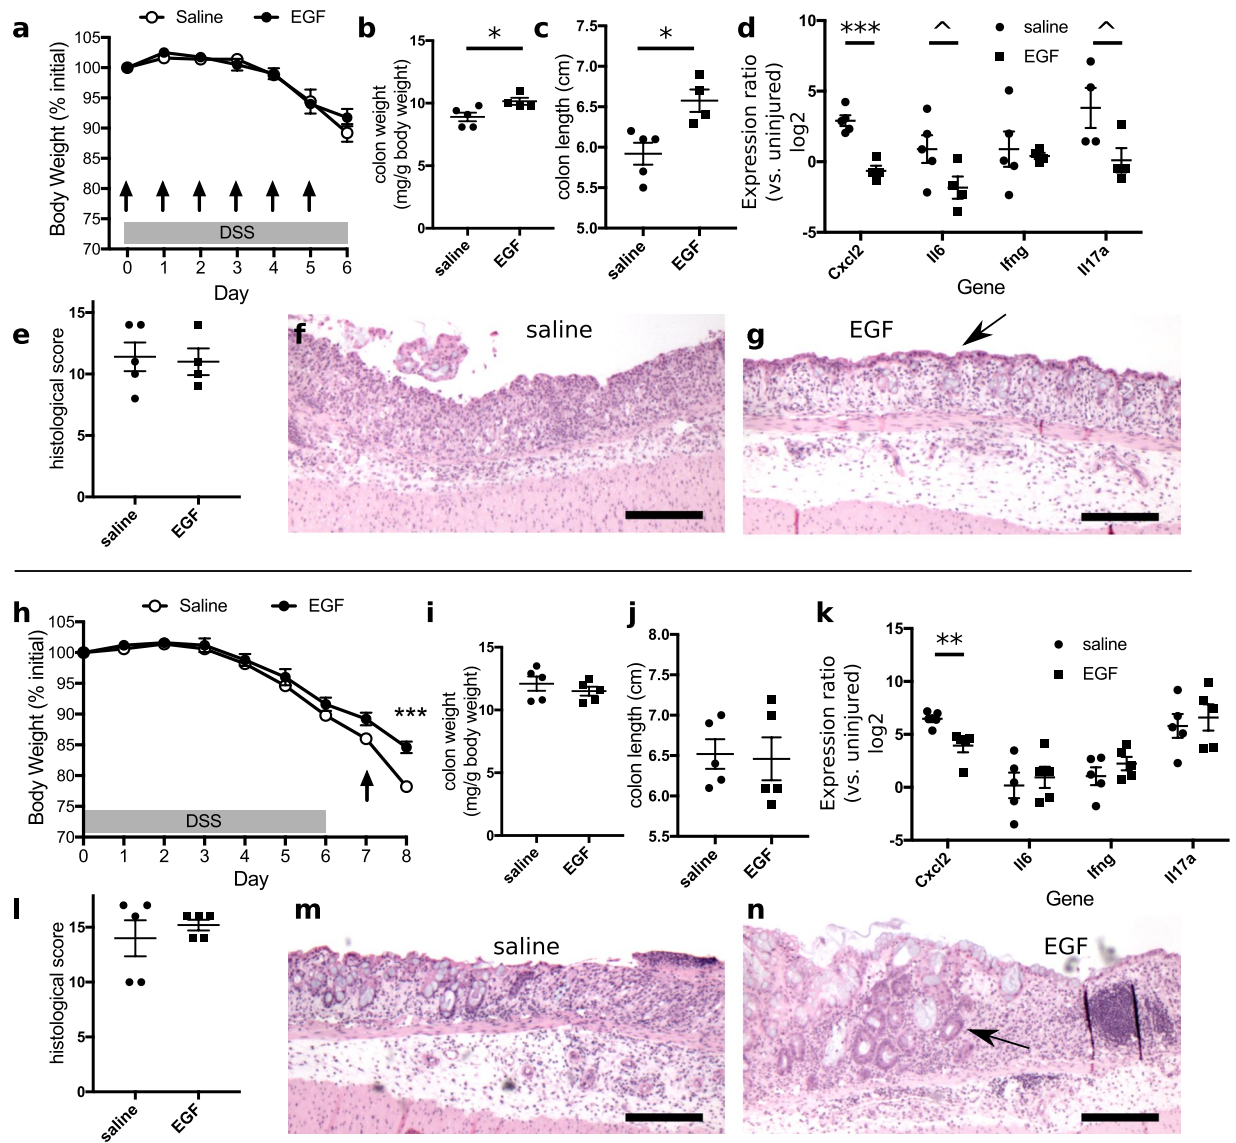 a
Saline
EGF
Body Weight (% initial)
105
100
95
90
85
80
75
70
DSS
0 1 2 3 4 5 6
Day
b
*
colon weight
(mg/g body weight)
15
10
5
0
saline
EGF
c
*
colon length (cm)
7.5
7.0
6.5
6.0
5.5
5.0
saline
EGF
d
***
^
^
saline
EGF
Expression ratio
(vs. uninjured)
log2
10
5
0
-5
Cxcl2
Il6
Ifng
Il17a
Gene
e
histological score
15
10
5
0
saline
EGF
f
saline
g
EGF
h
Saline
EGF
Body Weight (% initial)
105
100
95
90
85
80
75
70
***
DSS
0 1 2 3 4 5 6 7 8
Day
i
colon weight
(mg/g body weight)
15
10
5
0
saline
EGF
j
colon length (cm)
8.0
7.5
7.0
6.5
6.0
5.5
saline
EGF
k
**
saline
EGF
Expression ratio
(vs. uninjured)
log2
15
10
5
0
-5
Cxcl2
Il6
Ifng
Il17a
Gene
l
histological score
15
10
5
0
saline
EGF
m
saline
n
EGF